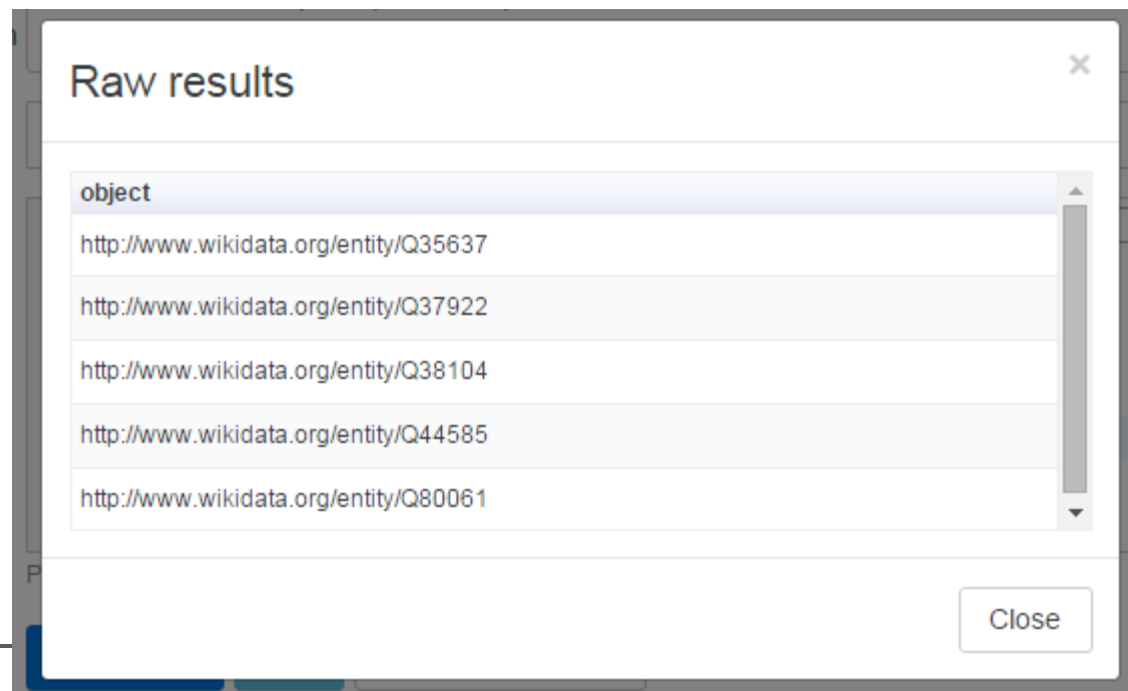 Raw results
×
object
http://www.wikidata.org/entity/Q35637
http://www.wikidata.org/entity/Q37922
http://www.wikidata.org/entity/Q38104
http://www.wikidata.org/entity/Q44585
http://www.wikidata.org/entity/Q80061
P
Close